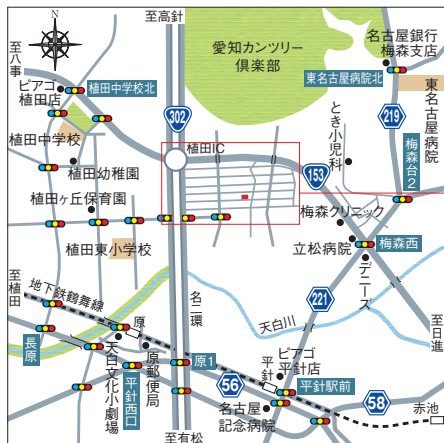 至高針
至八事
N
ピアゴ
植田店
植田中学校北
植田中学校
植田幼稚園
植田ヶ丘保育園
植田東小学校
302
植田IC
愛知カンツリー
倶楽部
名古屋銀行
梅森支店
東名古屋病院北
東名古屋病院
219
とき小児科
梅森台2
153
梅森クリニック
立松病院
梅森西
デニーズ
221
天白川
至日進
至植田
地下鉄鶴舞線
名二環
長原
原
天白文化小劇場
原郵便局
平針西口
原1
56
平針
ピアゴ
平針店
平針駅前
名古屋
記念病院
58
赤池
至有松